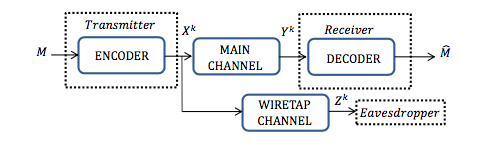 Transmitter
Receiver
M
ENCODER
X^k
MAIN
CHANNEL
Y^k
DECODER
M̂
WIRETAP
CHANNEL
Z^k
Eavesdropper